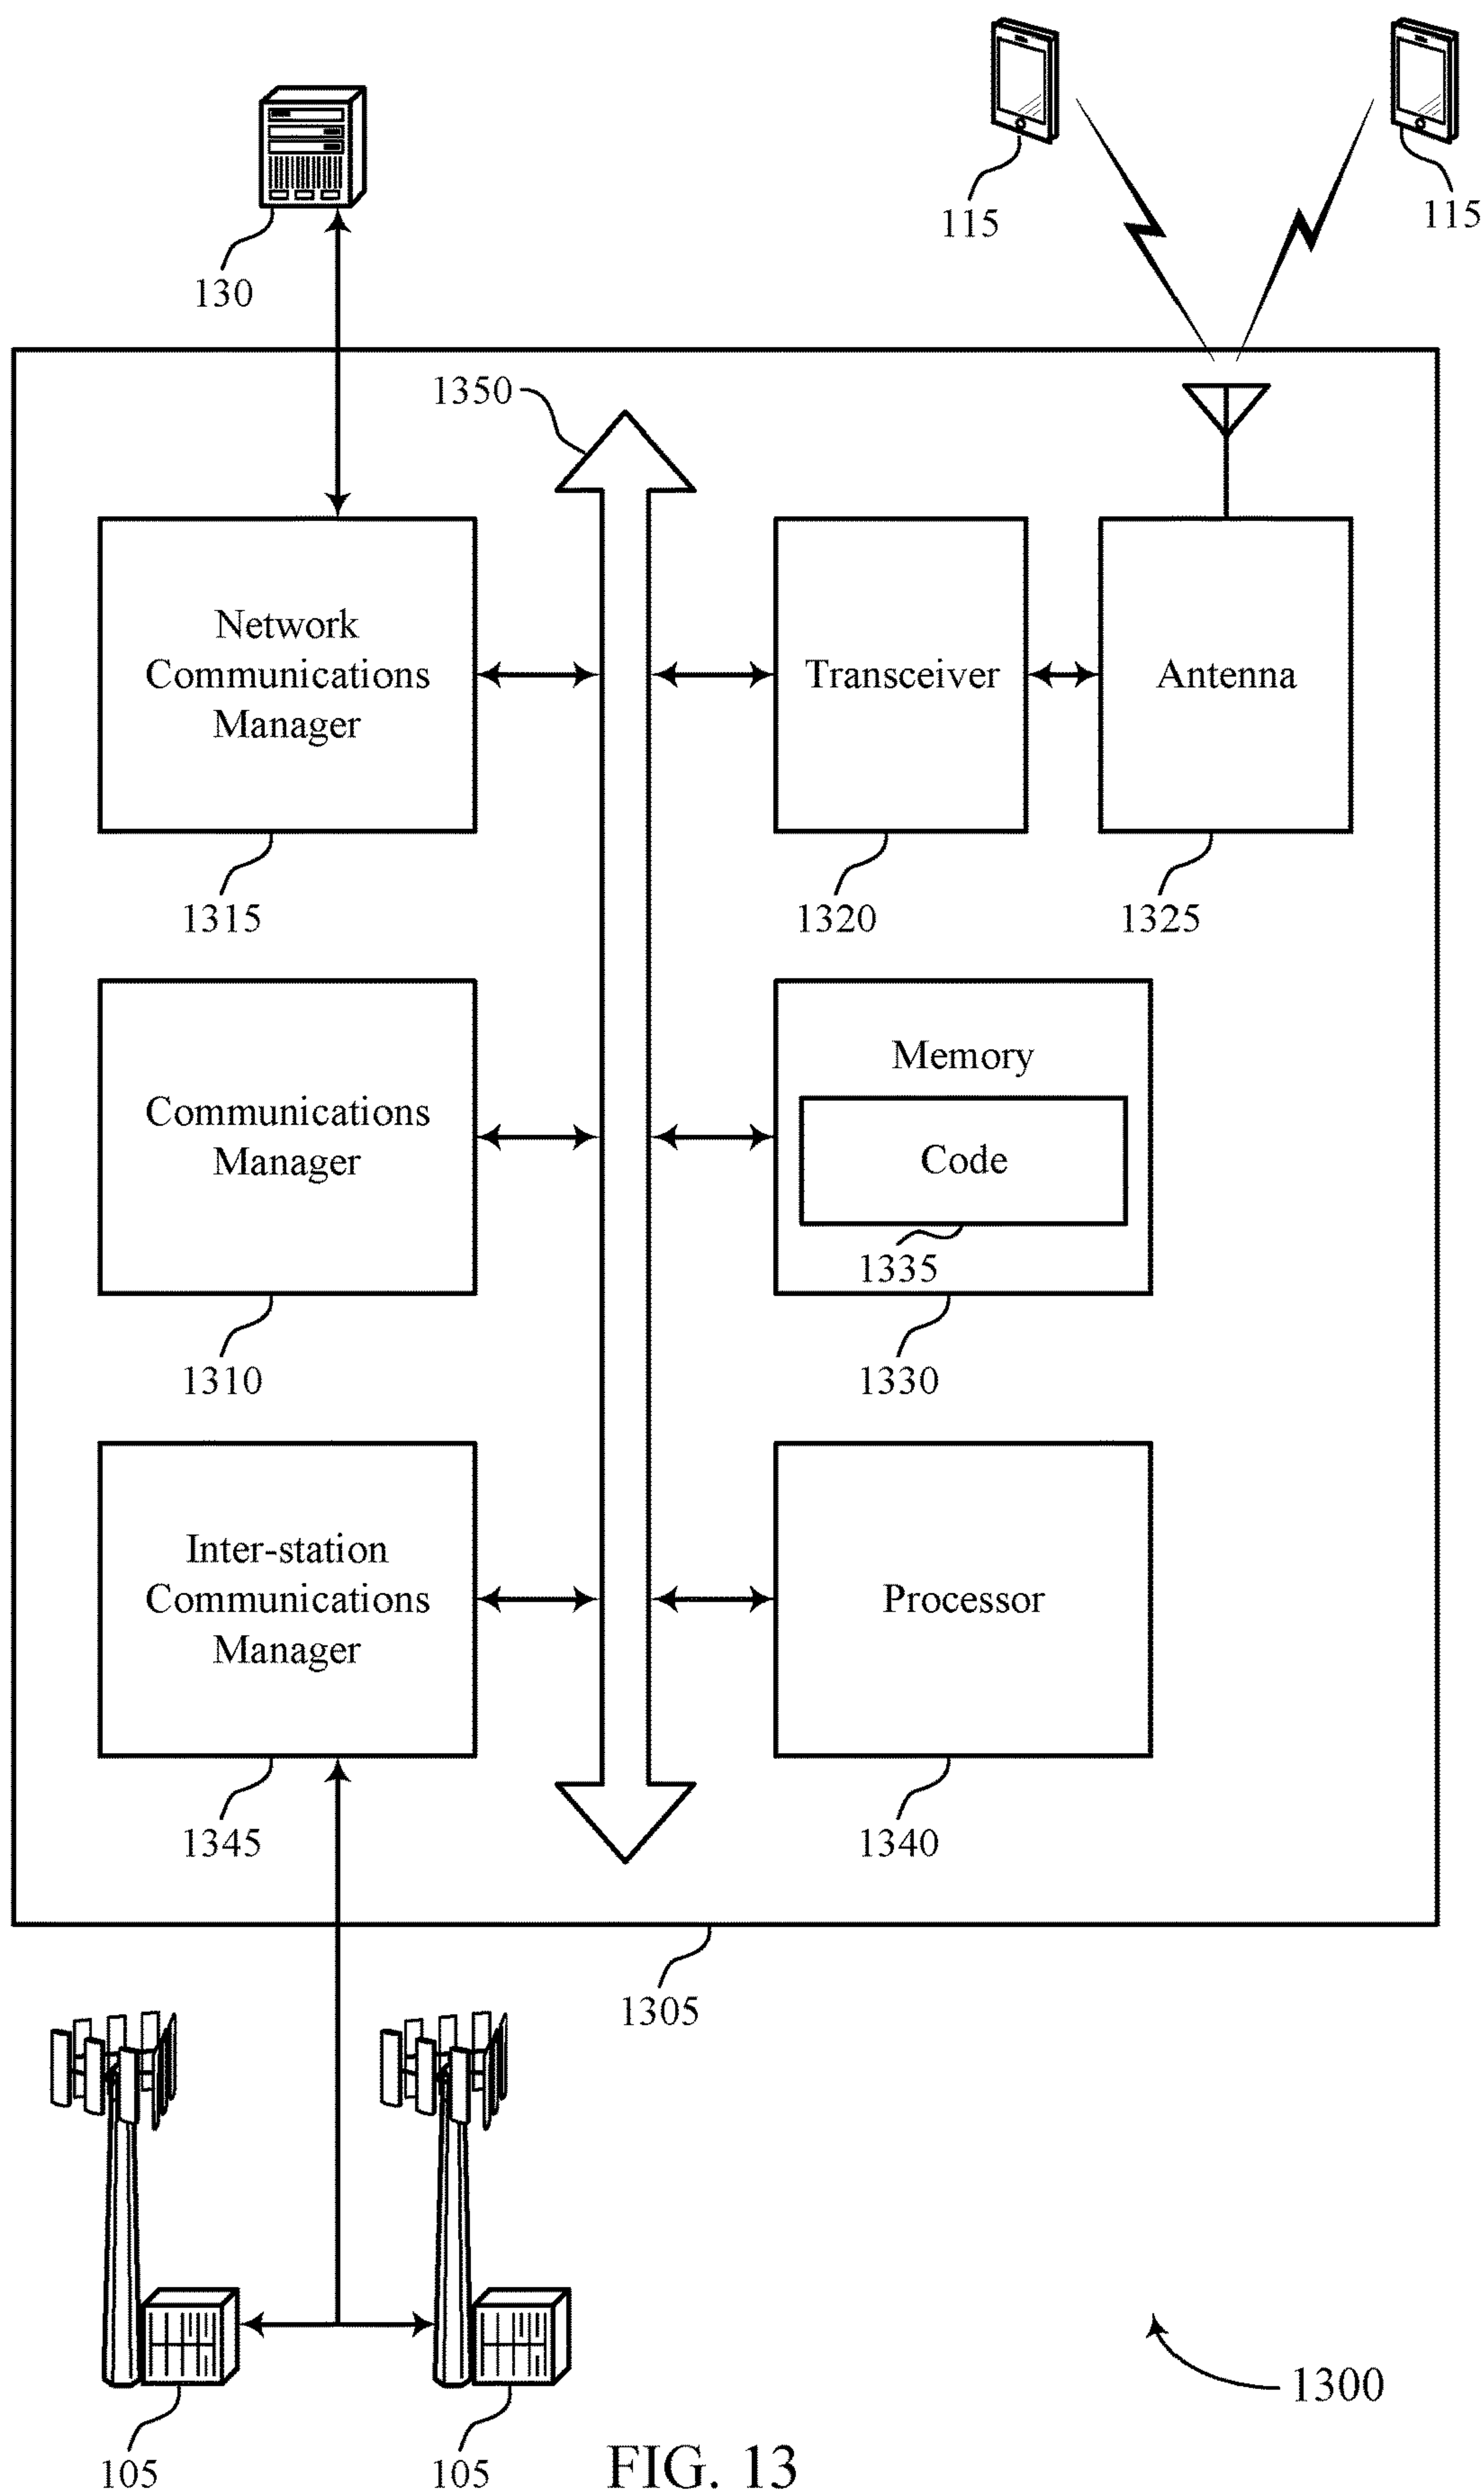 115
115
130
1350
Network
Communications
Manager
Transceiver
Antenna
1315
1320
1325
Communications
Manager
Memory
Code
1335
1310
1330
Inter-station
Communications
Manager
Processor
1345
1340
1305
1300
105
105
FIG. 13